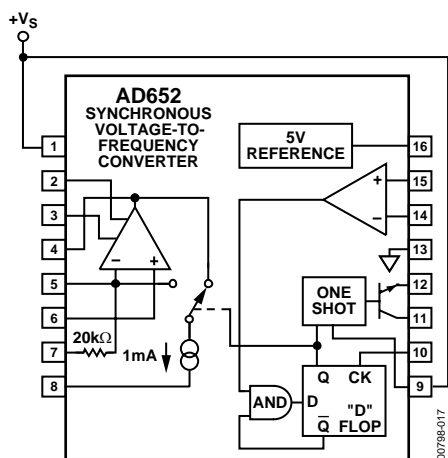 +VS
AD652
SYNCHRONOUS
VOLTAGE-TO-
FREQUENCY
CONVERTER
5V
REFERENCE
1
2
3
4
5
6
7
8
16
15
14
13
12
11
10
9
+
–
–
+
20kΩ
1mA
ONE
SHOT
AND
Q CK
D
"D"
Q̅ FLOP
00798-017